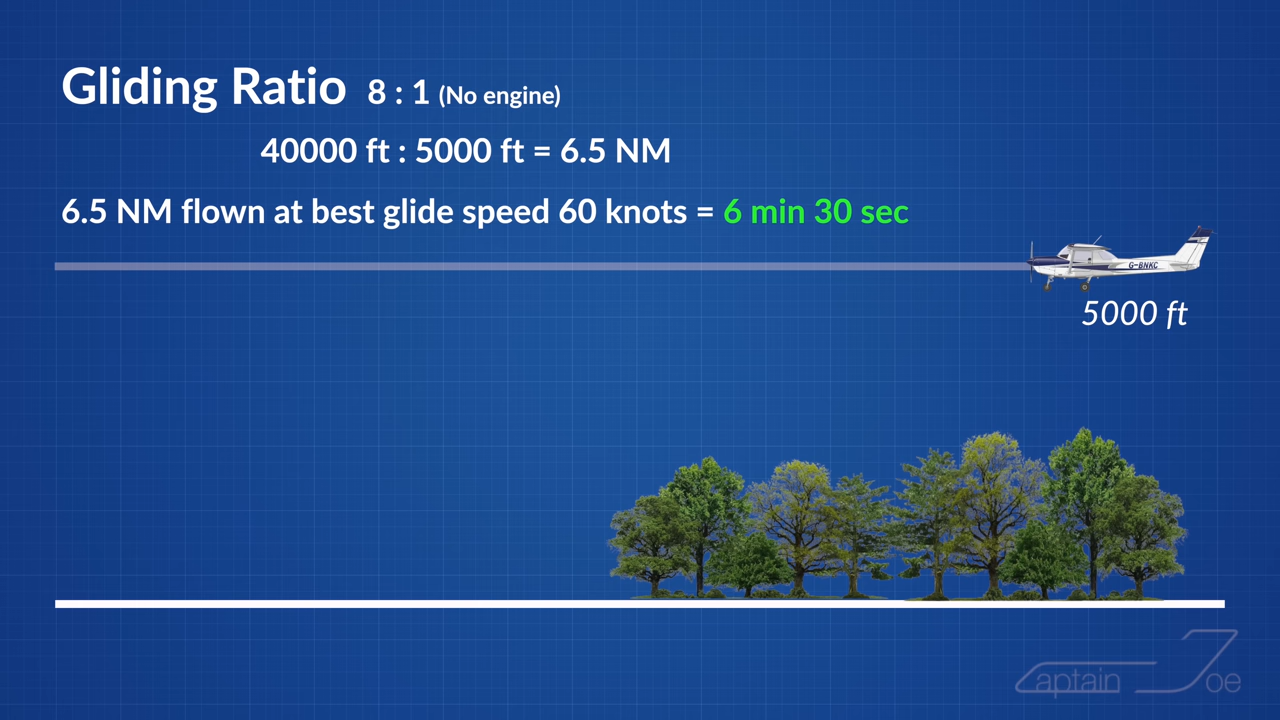 Gliding Ratio 8 : 1 (No engine)
40000 ft : 5000 ft = 6.5 NM
6.5 NM flown at best glide speed 60 knots = 6 min 30 sec
G-BNKC
5000 ft
Captain Joe